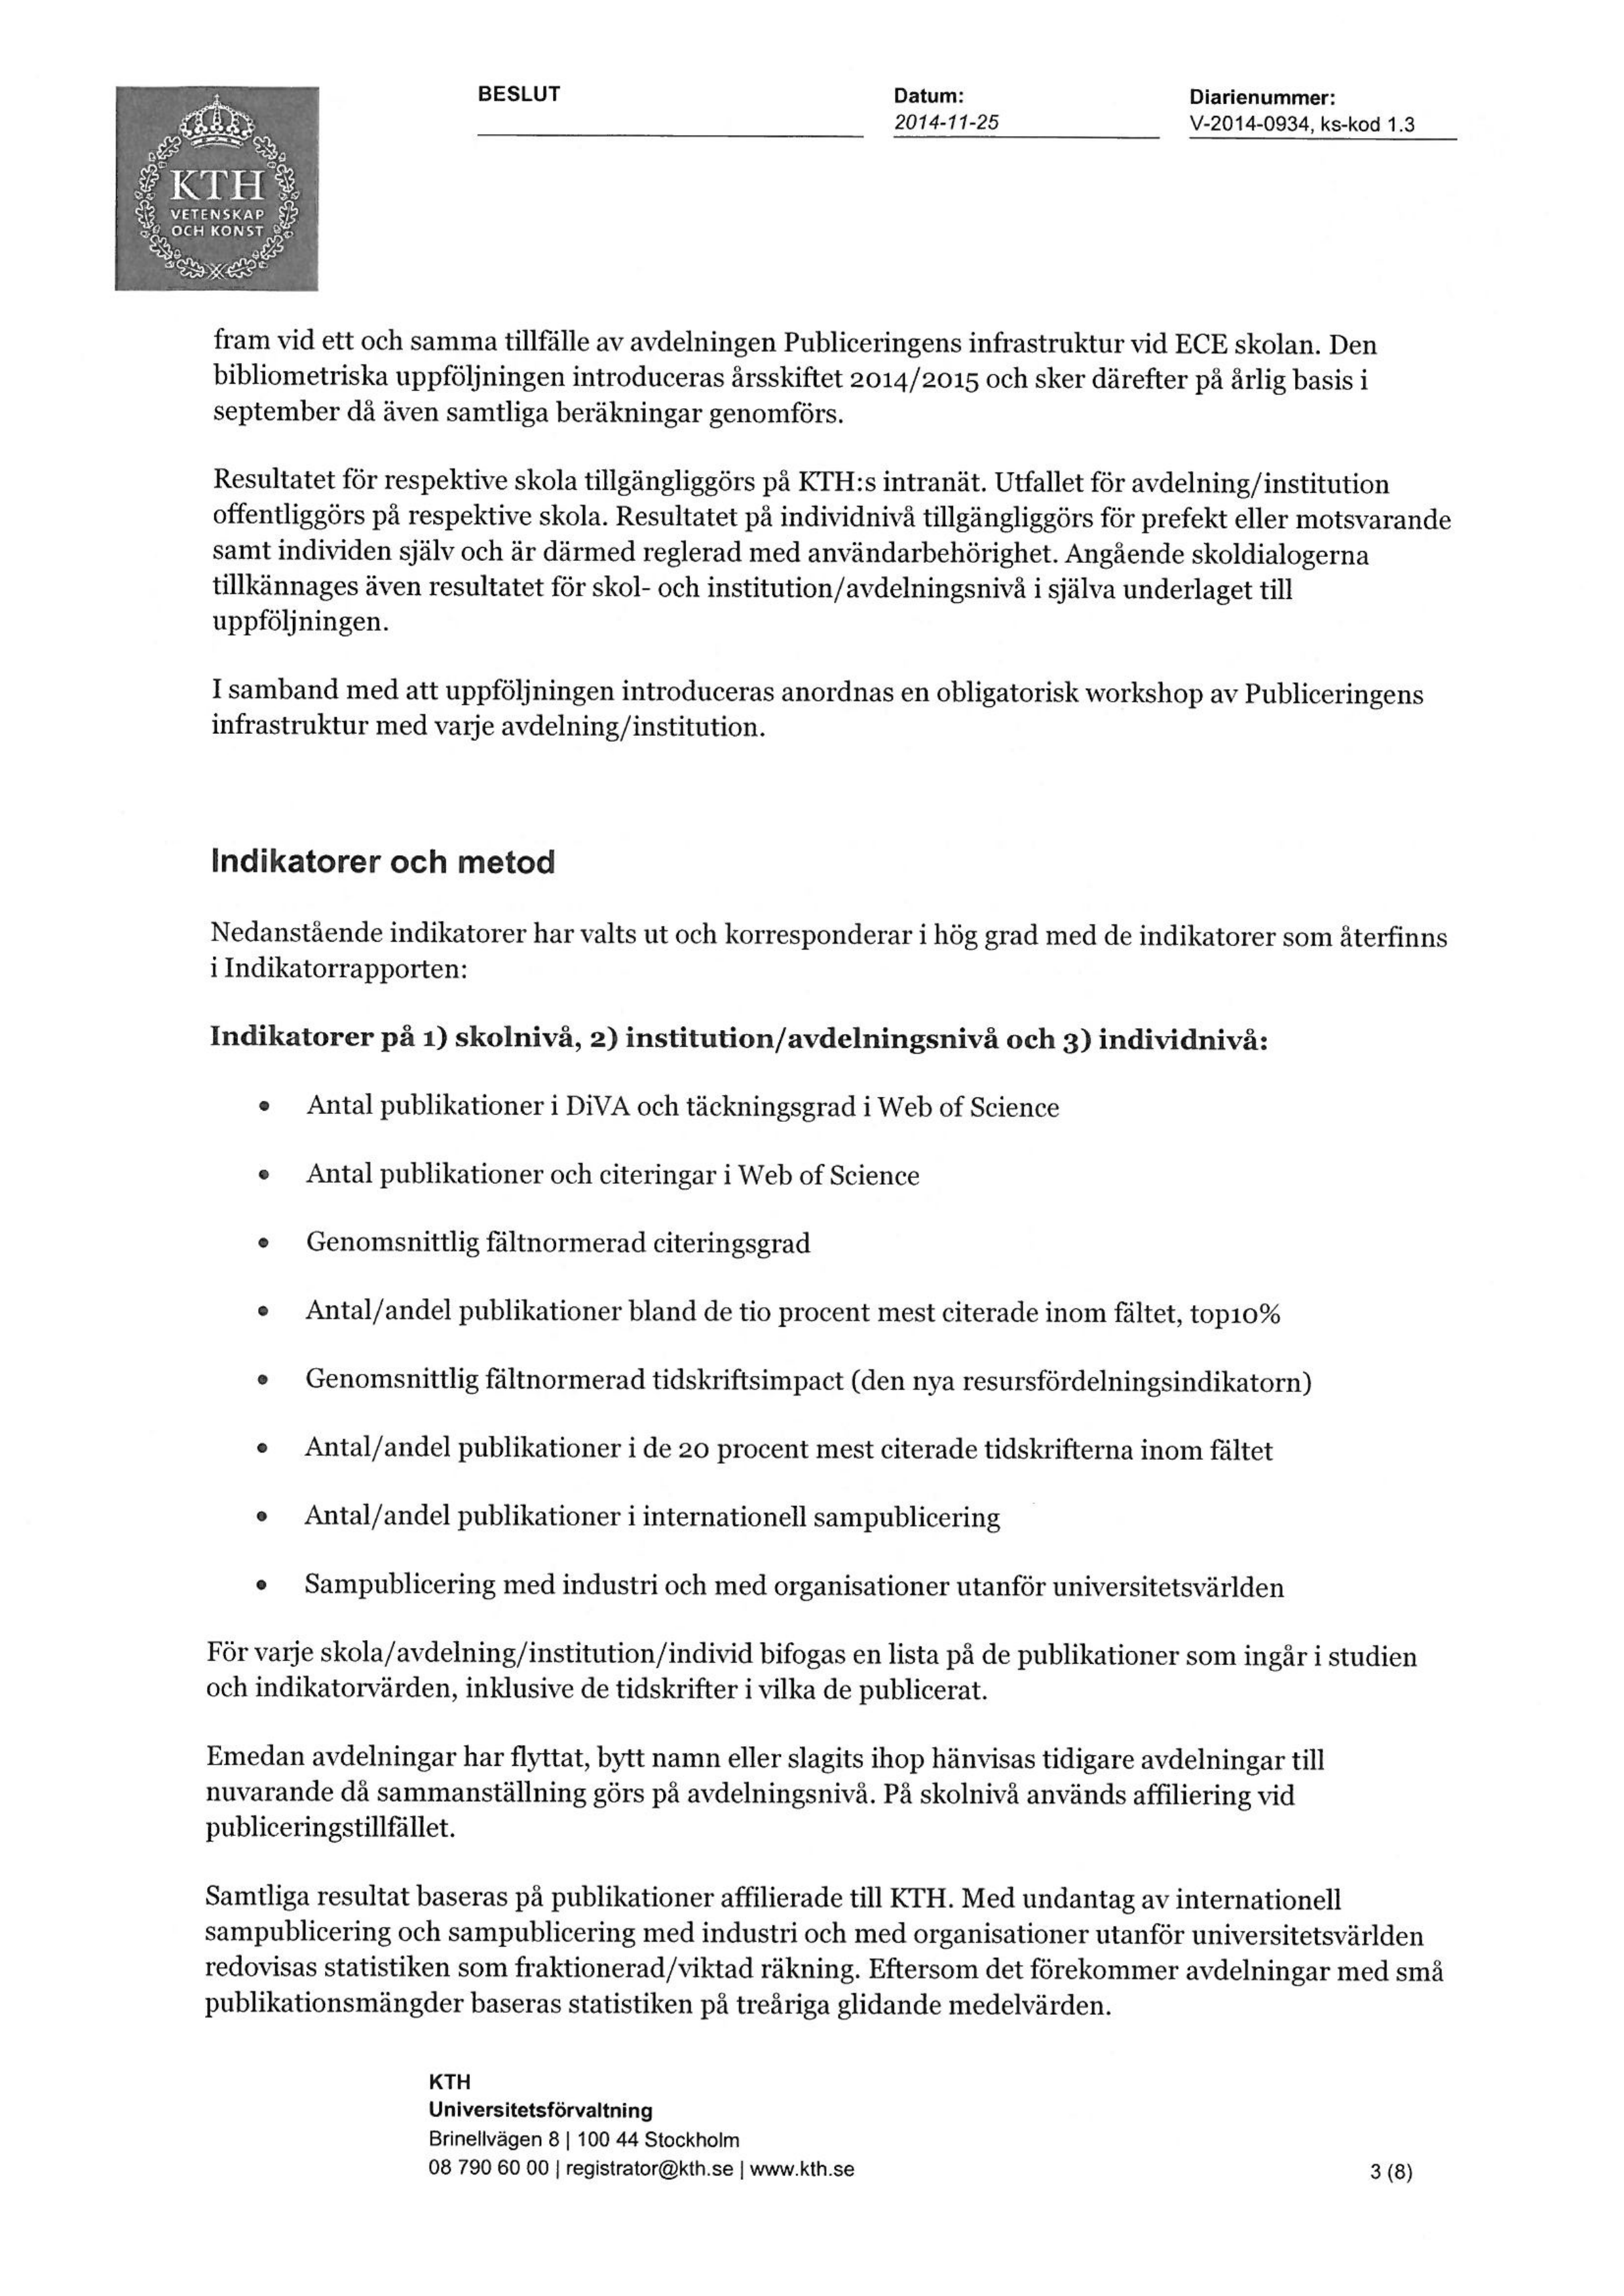 KTH
VETENSKAP
OCH KONST
BESLUT
Datum:
2014-11-25
Diarienummer:
V-2014-0934, ks-kod 1.3
fram vid ett och samma tillfälle av avdelningen Publiceringens infrastruktur vid ECE skolan. Den
bibliometriska uppföljningen introduceras årsskiftet 2014/2015 och sker därefter på årlig basis i
september då även samtliga beräkningar genomförs.
Resultatet för respektive skola tillgängliggörs på KTH:s intranät. Utfallet för avdelning/institution
offentliggörs på respektive skola. Resultatet på individnivå tillgängliggörs för prefekt eller motsvarande
samt individen själv och är därmed reglerad med användarbehörighet. Angående skoldialogerna
tillkännages även resultatet för skol- och institution/avdelningsnivå i själva underlaget till
uppföljningen.
I samband med att uppföljningen introduceras anordnas en obligatorisk workshop av Publiceringens
infrastruktur med varje avdelning/institution.
Indikatorer och metod
Nedanstående indikatorer har valts ut och korresponderar i hög grad med de indikatorer som återfinns
i Indikatorrapporten:
Indikatorer på 1) skolnivå, 2) institution/avdelningsnivå och 3) individnivå:
• Antal publikationer i DiVA och täckningsgrad i Web of Science
• Antal publikationer och citeringar i Web of Science
• Genomsnittlig fältnormerad citeringsgrad
• Antal/andel publikationer bland de tio procent mest citerade inom fältet, top10%
• Genomsnittlig fältnormerad tidskriftsimpact (den nya resursfördelningsindikatorn)
• Antal/andel publikationer i de 20 procent mest citerade tidskrifterna inom fältet
• Antal/andel publikationer i internationell sampublicering
• Sampublicering med industri och med organisationer utanför universitetsvärlden
För varje skola/avdelning/institution/individ bifogas en lista på de publikationer som ingår i studien
och indikatorvärden, inklusive de tidskrifter i vilka de publicerat.
Emedan avdelningar har flyttat, bytt namn eller slagits ihop hänvisas tidigare avdelningar till
nuvarande då sammanställning görs på avdelningsnivå. På skolnivå används affiliering vid
publiceringstillfället.
Samtliga resultat baseras på publikationer affilierade till KTH. Med undantag av internationell
sampublicering och sampublicering med industri och med organisationer utanför universitetsvärlden
redovisas statistiken som fraktionerad/viktad räkning. Eftersom det förekommer avdelningar med små
publikationsmängder baseras statistiken på treåriga glidande medelvärden.
KTH
Universitetsförvaltning
Brinellvägen 8 | 100 44 Stockholm
08 790 60 00 | registrator@kth.se | www.kth.se
3 (8)